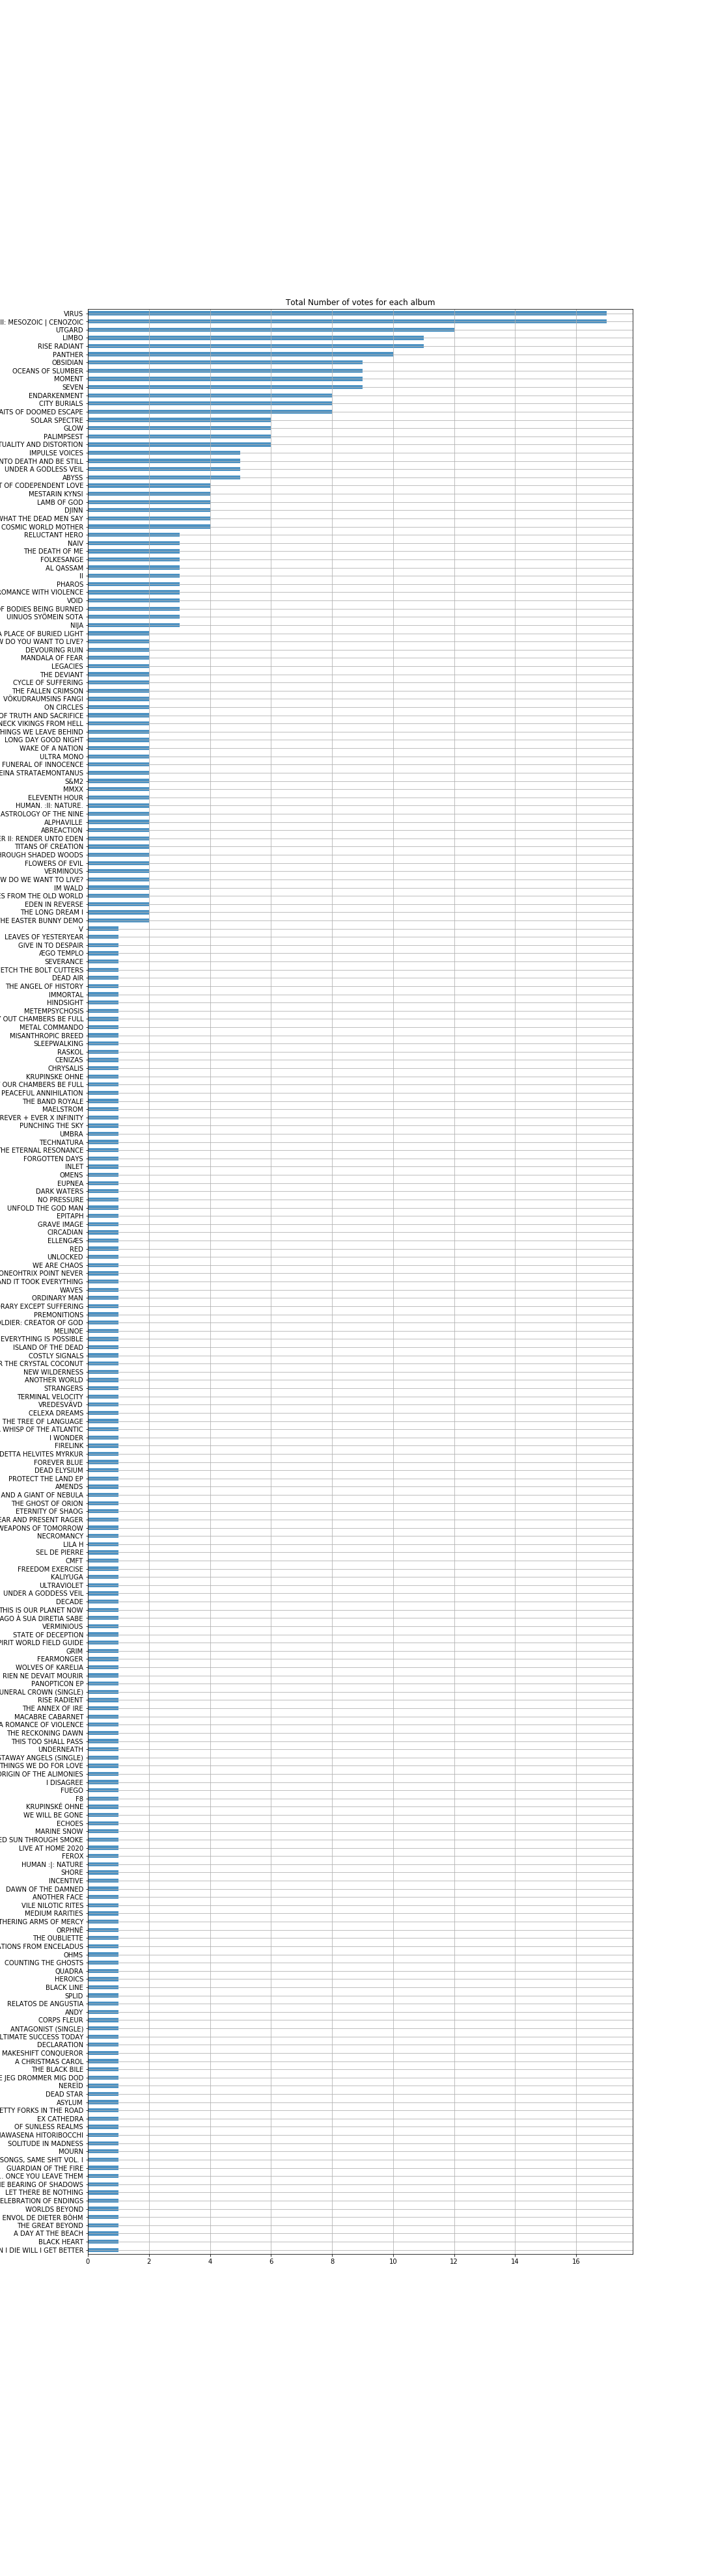 Total Number of votes for each album
VIRUS
II: MESOZOIC | CENOZOIC
UTGARD
LIMBO
RISE RADIANT
PANTHER
OBSIDIAN
OCEANS OF SLUMBER
MOMENT
SEVEN
ENDARKENMENT
CITY BURIALS
AITS OF DOOMED ESCAPE
SOLAR SPECTRE
GLOW
PALIMPSEST
TUALITY AND DISTORTION
IMPULSE VOICES
NTO DEATH AND BE STILL
UNDER A GODLESS VEIL
ABYSS
T OF CODEPENDENT LOVE
MESTARIN KYNSI
LAMB OF GOD
DJINN
WHAT THE DEAD MEN SAY
COSMIC WORLD MOTHER
RELUCTANT HERO
NAIV
THE DEATH OF ME
FOLKESANGE
AL QASSAM
II
PHAROS
ROMANCE WITH VIOLENCE
VOID
OF BODIES BEING BURNED
UINUOS SYÖMEIN SOTA
NIJA
A PLACE OF BURIED LIGHT
W DO YOU WANT TO LIVE?
DEVOURING RUIN
MANDALA OF FEAR
LEGACIES
THE DEVIANT
CYCLE OF SUFFERING
THE FALLEN CRIMSON
VÖKUDRAUMSINS FANGI
ON CIRCLES
OF TRUTH AND SACRIFICE
NECK VIKINGS FROM HELL
THINGS WE LEAVE BEHIND
LONG DAY GOOD NIGHT
WAKE OF A NATION
ULTRA MONO
FUNERAL OF INNOCENCE
EINA STRATAEMONTANUS
S&M2
MMXX
ELEVENTH HOUR
HUMAN. :II: NATURE.
ASTROLOGY OF THE NINE
ALPHAVILLE
ABREACTION
ER II: RENDER UNTO EDEN
TITANS OF CREATION
HROUGH SHADED WOODS
FLOWERS OF EVIL
VERMINOUS
W DO WE WANT TO LIVE?
IM WALD
ES FROM THE OLD WORLD
EDEN IN REVERSE
THE LONG DREAM I
HE EASTER BUNNY DEMO
V
LEAVES OF YESTERYEAR
GIVE IN TO DESPAIR
ÆGO TEMPLO
SEVERANCE
ETCH THE BOLT CUTTERS
DEAD AIR
THE ANGEL OF HISTORY
IMMORTAL
HINDSIGHT
METEMPSYCHOSIS
Y OUT CHAMBERS BE FULL
METAL COMMANDO
MISANTHROPIC BREED
SLEEPWALKING
RASKOL
CENIZAS
CHRYSALIS
KRUPINSKE OHNE
OUR CHAMBERS BE FULL
PEACEFUL ANNIHILATION
THE BAND ROYALE
MAELSTROM
REVER + EVER X INFINITY
PUNCHING THE SKY
UMBRA
TECHNATURA
THE ETERNAL RESONANCE
FORGOTTEN DAYS
INLET
OMENS
EUPNEA
DARK WATERS
NO PRESSURE
UNFOLD THE GOD MAN
EPITAPH
GRAVE IMAGE
CIRCADIAN
ELLENGÆS
RED
UNLOCKED
WE ARE CHAOS
ONEOHTRIX POINT NEVER
AND IT TOOK EVERYTHING
WAVES
ORDINARY MAN
RARY EXCEPT SUFFERING
PREMONITIONS
OLDIER: CREATOR OF GOD
MELINOE
EVERYTHING IS POSSIBLE
ISLAND OF THE DEAD
COSTLY SIGNALS
R THE CRYSTAL COCONUT
NEW WILDERNESS
ANOTHER WORLD
STRANGERS
TERMINAL VELOCITY
VREDESVÄVD
CELEXA DREAMS
THE TREE OF LANGUAGE
WHISP OF THE ATLANTIC
I WONDER
FIRELINK
DETTA HELVITES MYRKUR
FOREVER BLUE
DEAD ELYSIUM
PROTECT THE LAND EP
AMENDS
AND A GIANT OF NEBULA
THE GHOST OF ORION
ETERNITY OF SHAOG
EAR AND PRESENT RAGER
WEAPONS OF TOMORROW
NECROMANCY
LILA H
SEL DE PIERRE
CMFT
FREEDOM EXERCISE
KALIYUGA
ULTRAVIOLET
UNDER A GODDESS VEIL
DECADE
THIS IS OUR PLANET NOW
AGO À SUA DIRETIA SABE
VERMINIOUS
STATE OF DECEPTION
PIRIT WORLD FIELD GUIDE
GRIM
FEARMONGER
WOLVES OF KARELIA
RIEN NE DEVAIT MOURIR
PANOPTICON EP
UNERAL CROWN (SINGLE)
RISE RADIENT
THE ANNEX OF IRE
MACABRE CABARNET
A ROMANCE OF VIOLENCE
THE RECKONING DAWN
THIS TOO SHALL PASS
UNDERNEATH
STAWAY ANGELS (SINGLE)
THINGS WE DO FOR LOVE
ORIGIN OF THE ALIMONIES
I DISAGREE
FUEGO
F8
KRUPINSKÉ OHNE
WE WILL BE GONE
ECHOES
MARINE SNOW
ED SUN THROUGH SMOKE
LIVE AT HOME 2020
FEROX
HUMAN :|: NATURE
SHORE
INCENTIVE
DAWN OF THE DAMNED
ANOTHER FACE
VILE NILOTIC RITES
MEDIUM RARITIES
THERING ARMS OF MERCY
ORPHNÊ
THE OUBLIETTE
ATIONS FROM ENCELADUS
OHMS
COUNTING THE GHOSTS
QUADRA
HEROICS
BLACK LINE
SPLID
RELATOS DE ANGUSTIA
ANDY
CORPS FLEUR
ANTAGONIST (SINGLE)
LTIMATE SUCCESS TODAY
DECLARATION
MAKESHIFT CONQUEROR
A CHRISTMAS CAROL
THE BLACK BILE
E JEG DROMMER MIG DOD
NEREÏD
DEAD STAR
ASYLUM
ETTY FORKS IN THE ROAD
EX CATHEDRA
OF SUNLESS REALMS
HAWASENA HITORIBOCCHI
SOLITUDE IN MADNESS
MOURN
SONGS, SAME SHIT VOL. I
GUARDIAN OF THE FIRE
.. ONCE YOU LEAVE THEM
HE BEARING OF SHADOWS
LET THERE BE NOTHING
ELEBRATION OF ENDINGS
WORLDS BEYOND
ENVOL DE DIETER BÖHM
THE GREAT BEYOND
A DAY AT THE BEACH
BLACK HEART
N I DIE WILL I GET BETTER
0 2 4 6 8 10 12 14 16